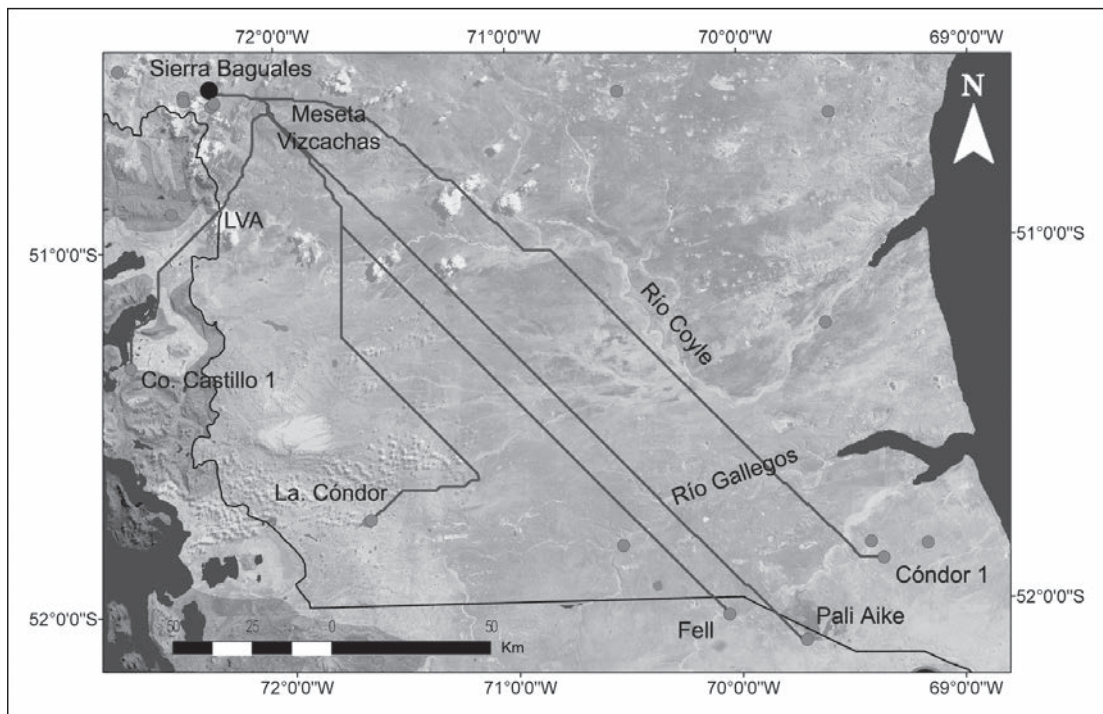 72°0'0"W 71°0'0"W 70°0'0"W 69°0'0"W
Sierra Baguales
N
Meseta
Vizcachas
LVA
51°0'0"S
51°0'0"S
Río Coyle
Co. Castillo 1
Río Gallegos
La. Cóndor
Cóndor 1
52°0'0"S
Pali Aike
52°0'0"S
Fell
50 25 0 50
Km
72°0'0"W 71°0'0"W 70°0'0"W 69°0'0"W